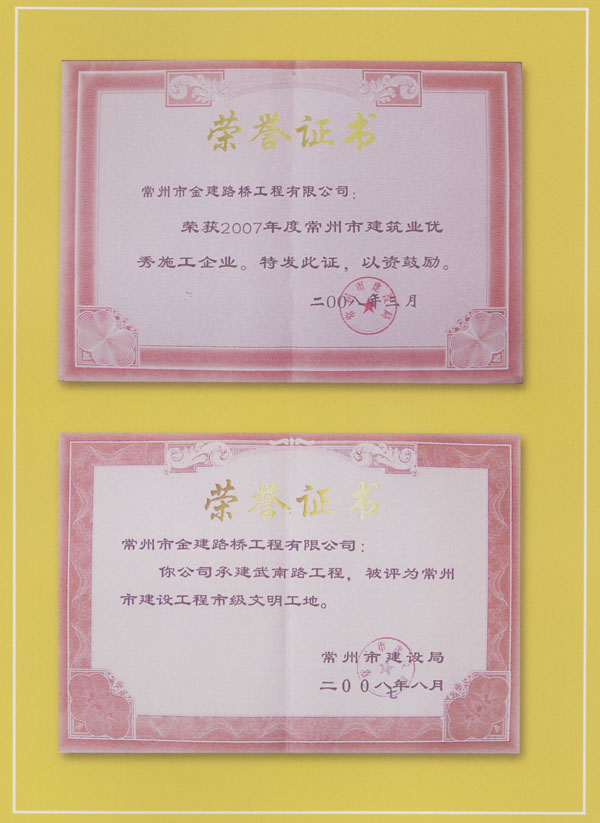 荣誉证书
常州市金建路桥工程有限公司：
荣获2007年度常州市建筑业优
秀施工企业。特发此证，以资鼓励。
二00八年三月
荣誉证书
常州市金建路桥工程有限公司：
你公司承建武南路工程，被评为常州
市建设工程市级文明工地。
常州市建设局
二00八年八月